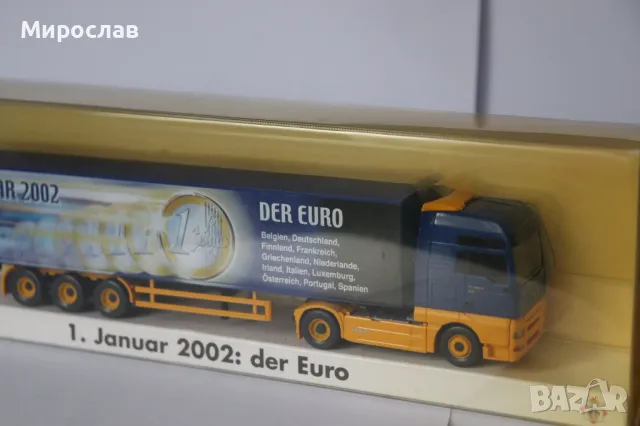 Мирослав
AR 2002
DER EURO
Belgien, Deutschland,
Finnland, Frankreich,
Griechenland, Niederlande,
Irland, Italien, Luxemburg,
Österreich, Portugal, Spanien
1
1. Januar 2002: der Euro
BAZAR